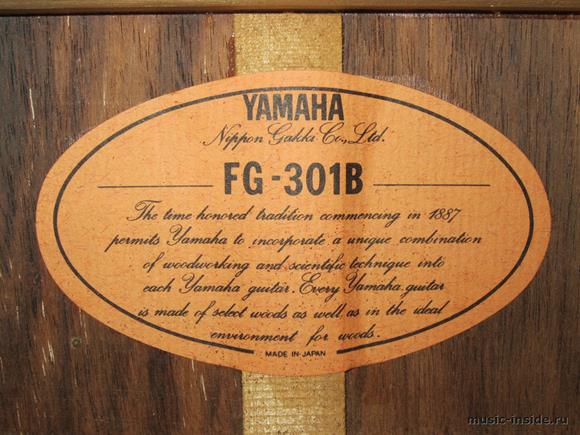 YAMAHA
Nippon Gakki Co., Ltd.
FG-301B
The time honored tradition commencing in 1887
permits Yamaha to incorporate a unique combination
of woodworking and scientific technique into
each Yamaha guitar. Every Yamaha guitar
is made of select woods as well as in the ideal
environment for woods.
MADE IN JAPAN
music-inside.ru